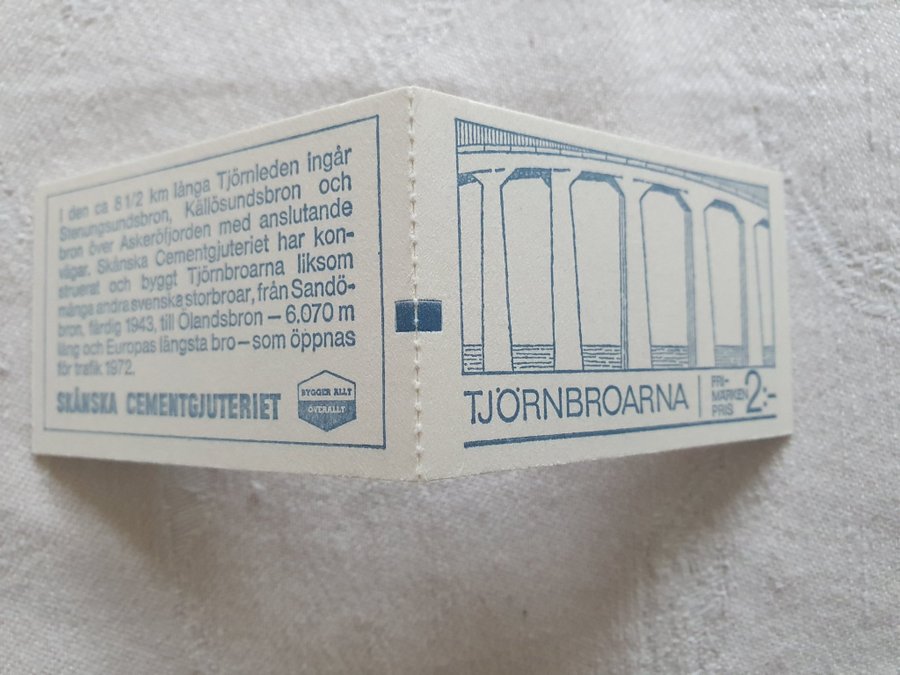 I den ca 8 1/2 km långa Tjörnleden ingår
Stenungsundsbron, Källösundsbron och
bron över Askeröfjorden med anslutande
vägar. Skånska Cementgjuteriet har kon-
struerat och byggt Tjörnbroarna liksom
många andra svenska storbroar, från Sandö-
bron, färdig 1943, till Ölandsbron – 6.070 m
lång och Europas längsta bro – som öppnas
för trafik 1972.
SKÅNSKA CEMENTGJUTERIET
BYGGER ALLT
ÖVERALLT
TJÖRNBROARNA
FRI-
MÄRKEN
PRIS
2:-